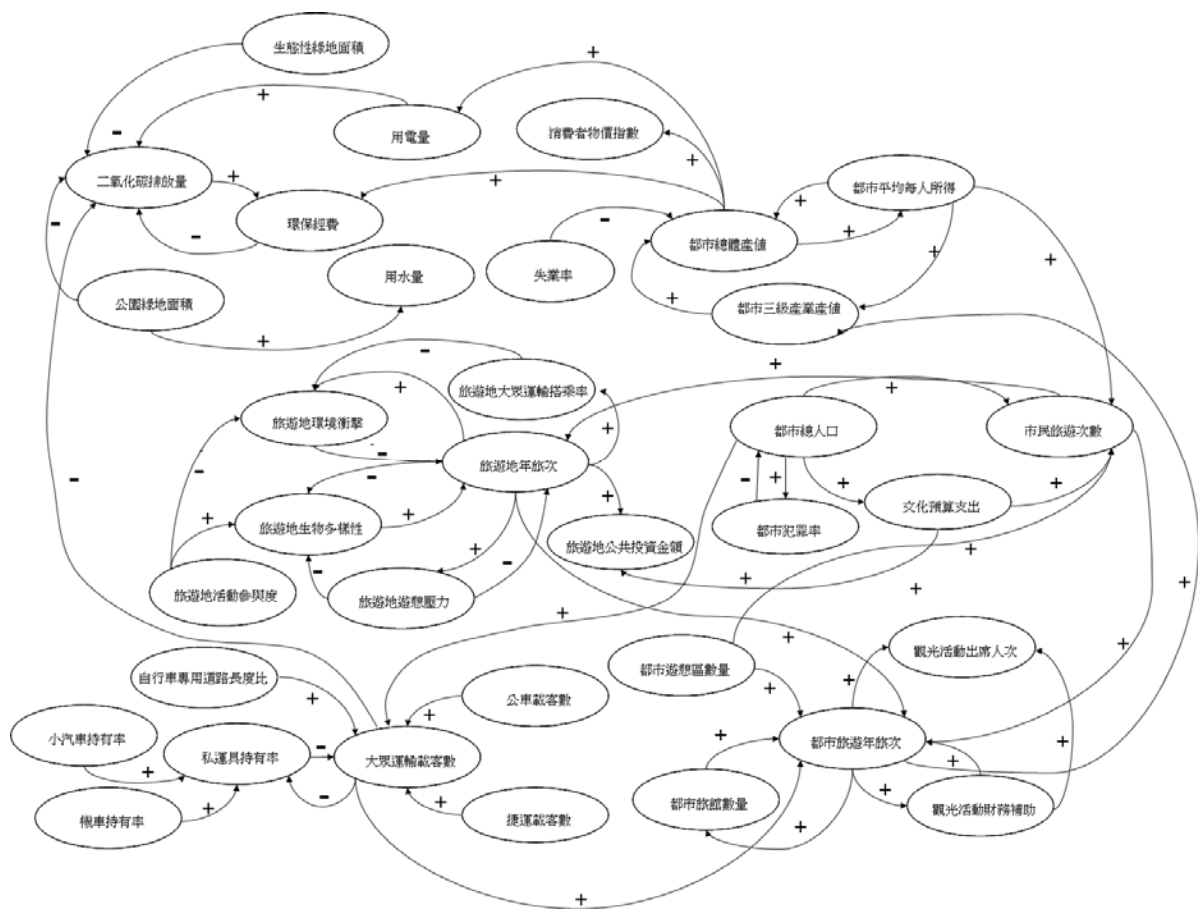 生態性綠地面積
用電量
消費者物價指數
二氧化碳排放量
都市平均每人所得
環保經費
都市總體產值
用水量
失業率
公園綠地面積
都市三級產業產值
旅遊地大眾運輸搭乘率
旅遊地環境衝擊
都市總人口
市民旅遊次數
旅遊地年旅次
文化預算支出
旅遊地生物多樣性
都市犯罪率
旅遊地公共投資金額
旅遊地活動參與度
旅遊地遊憩壓力
觀光活動出席人次
都市遊憩區數量
自行車專用道路長度比
公車載客數
小汽車持有率
私運具持有率
大眾運輸載客數
都市旅遊年旅次
都市旅館數量
觀光活動財務補助
機車持有率
捷運載客數